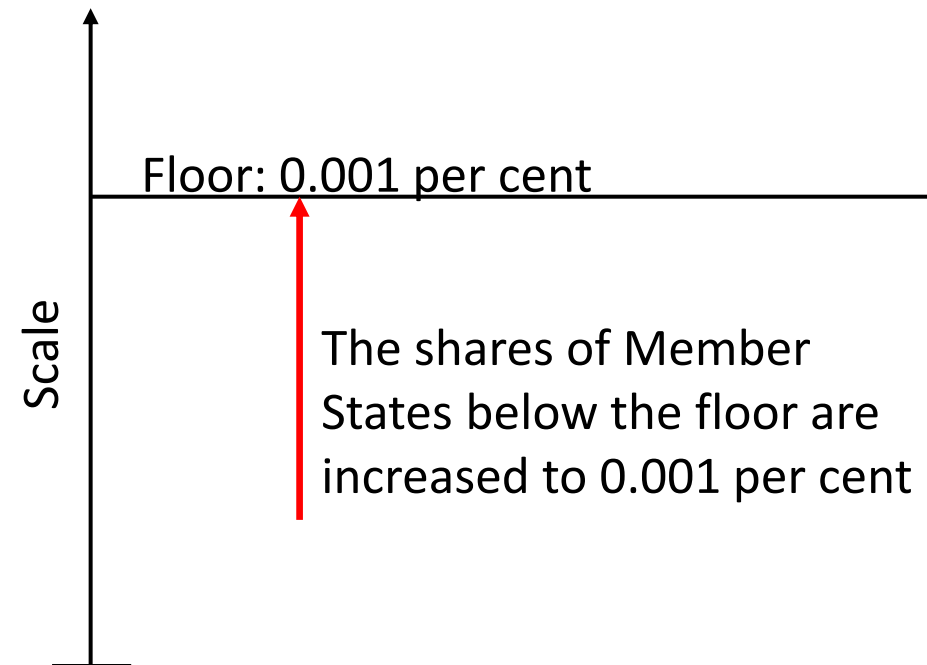 Floor: 0.001 per cent
Scale
The shares of Member
States below the floor are
increased to 0.001 per cent